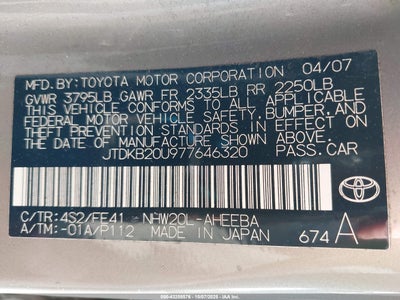 MFD.BY:TOYOTA MOTOR CORPORATION 04/07
GVWR 3795LB GAWR FR 2335LB RR 2250LB
THIS VEHICLE CONFORMS TO ALL APPLICABLE
FEDERAL MOTOR VEHICLE SAFETY, BUMPER, AND
THEFT PREVENTION STANDARDS IN EFFECT ON
THE DATE OF MANUFACTURE SHOWN ABOVE.
JTDKB20U977646320 PASS.CAR
TOYOTA
C/TR:4S2/FE41 NHW20L-AHEEBA
A/TM:-01A/P112 MADE IN JAPAN 674 A